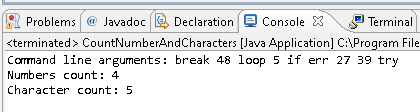 Problems @ Javadoc Declaration Console Terminal
<terminated> CountNumberAndCharacters [Java Application] C:\Program File
Command line arguments: break 48 loop 5 if err 27 39 try
Numbers count: 4
Character count: 5